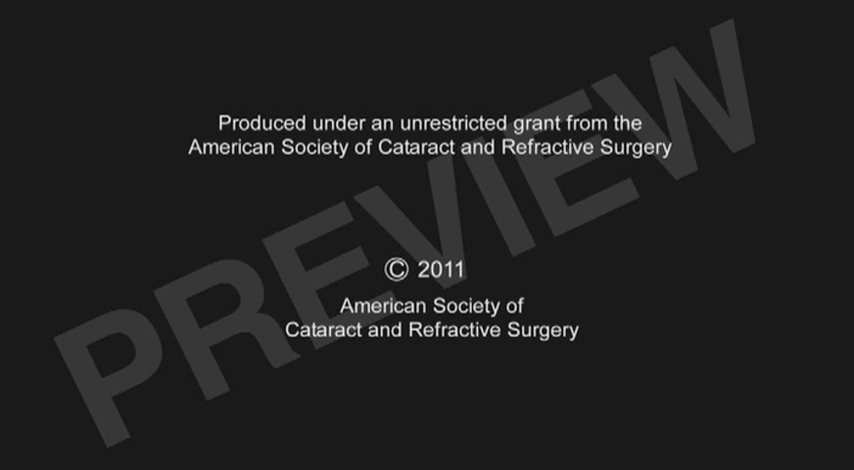 Produced under an unrestricted grant from the
American Society of Cataract and Refractive Surgery
PREVIEW
© 2011
American Society of
Cataract and Refractive Surgery